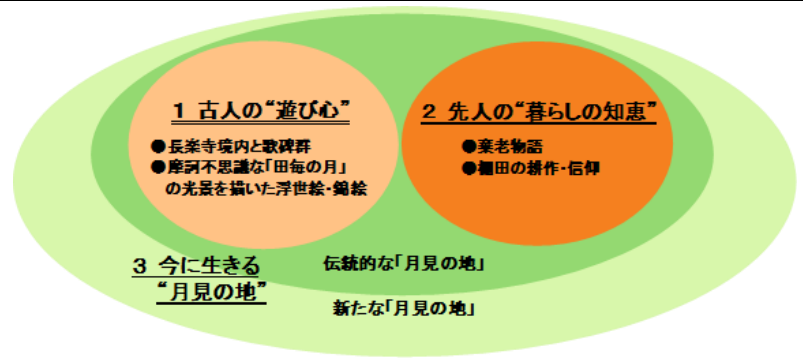 1 古人の“遊び心”
●長楽寺境内と歌碑群
●摩訶不思議な「田毎の月」
の光景を描いた浮世絵・錦絵
2 先人の“暮らしの知恵”
●棄老物語
●棚田の耕作・信仰
3 今に生きる
“月見の地”
伝統的な「月見の地」
新たな「月見の地」